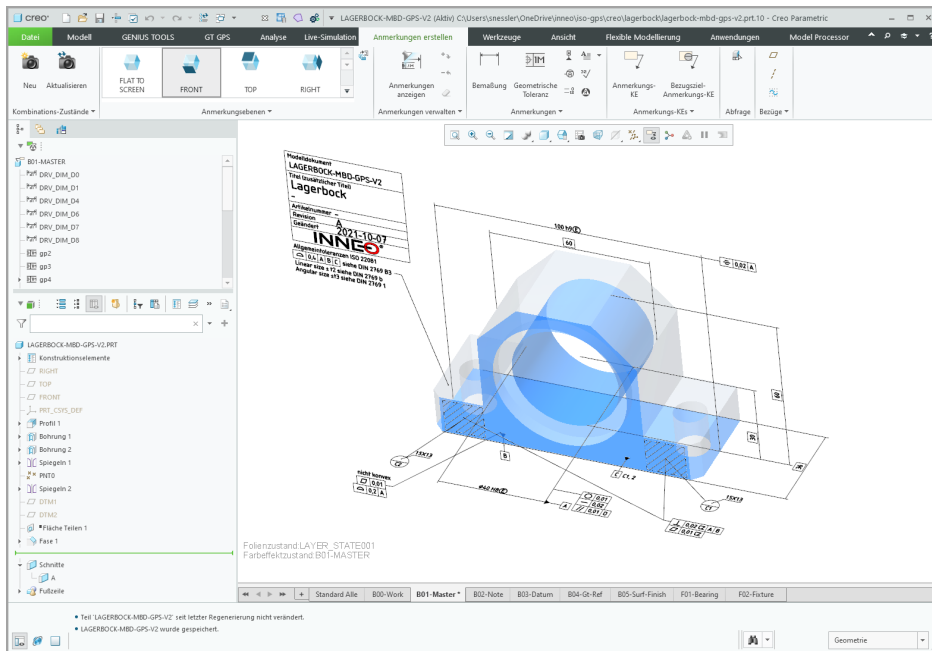 creo
LAGERBOCK-MBD-GPS-V2 (Aktiv) C:\Users\snessler\OneDrive\inneo\iso-gps\creo\lagerbock\lagerbock-mbd-gps-v2.prt.10 - Creo Parametric
Datei Modell GENIUS TOOLS GT GPS Analyse Live-Simulation Anmerkungen erstellen Werkzeuge Ansicht Flexible Modellierung Anwendungen Model Processor
Neu Aktualisieren
FLAT TO SCREEN
FRONT TOP RIGHT
Anmerkungen anzeigen
Bemaßung Geometrische Toleranz
Anmerkungs-KE
Bezugsziel-Anmerkungs-KE
Kombinations-Zustände Anmerkungsebenen Anmerkungen verwalten Anmerkungen Anmerkungs-KEs Abfrage Bezüge
B01-MASTER
DRV_DIM_D0
DRV_DIM_D1
DRV_DIM_D4
DRV_DIM_D6
DRV_DIM_D7
DRV_DIM_D8
gp2
gp3
gp4
LAGERBOCK-MBD-GPS-V2.PRT
Konstruktionselemente
RIGHT
TOP
FRONT
PRT_CSYS_DEF
Profil 1
Bohrung 1
Bohrung 2
Spiegeln 1
PNT0
Spiegeln 2
DTM1
DTM2
Fläche Teilen 1
Fase 1
Schnitte
A
Fußzeile
Modelldokument
LAGERBOCK-MBD-GPS-V2
Titel (zusätzlicher Titel)
Lagerbock
-
Artikelnummer -
Revision A
Geändert 2021-10-07
INNEO
Allgemeintoleranzen ISO 22081
0,4 A B C siehe DIN 2769 B3
Linear size ± t2 siehe DIN 2769 b
Angular size ±t3 siehe DIN 2769 1
100 h9 E
60
0,02 A
15X13
C2
nicht konvex
0,01
0,2 A
B
ø40 H8 E
A
0,01
0,02
0,01 D
C C1, 2
15X13
C1
0,02 CZ A B
0,01 CZ
Folienzustand:LAYER_STATE001
Farbeffektzustand:B01-MASTER
Standard Alle B00-Work B01-Master * B02-Note B03-Datum B04-Gt-Ref B05-Surf-Finish F01-Bearing F02-Fixture
Teil 'LAGERBOCK-MBD-GPS-V2' seit letzter Regenerierung nicht verändert.
LAGERBOCK-MBD-GPS-V2 wurde gespeichert.
Geometrie